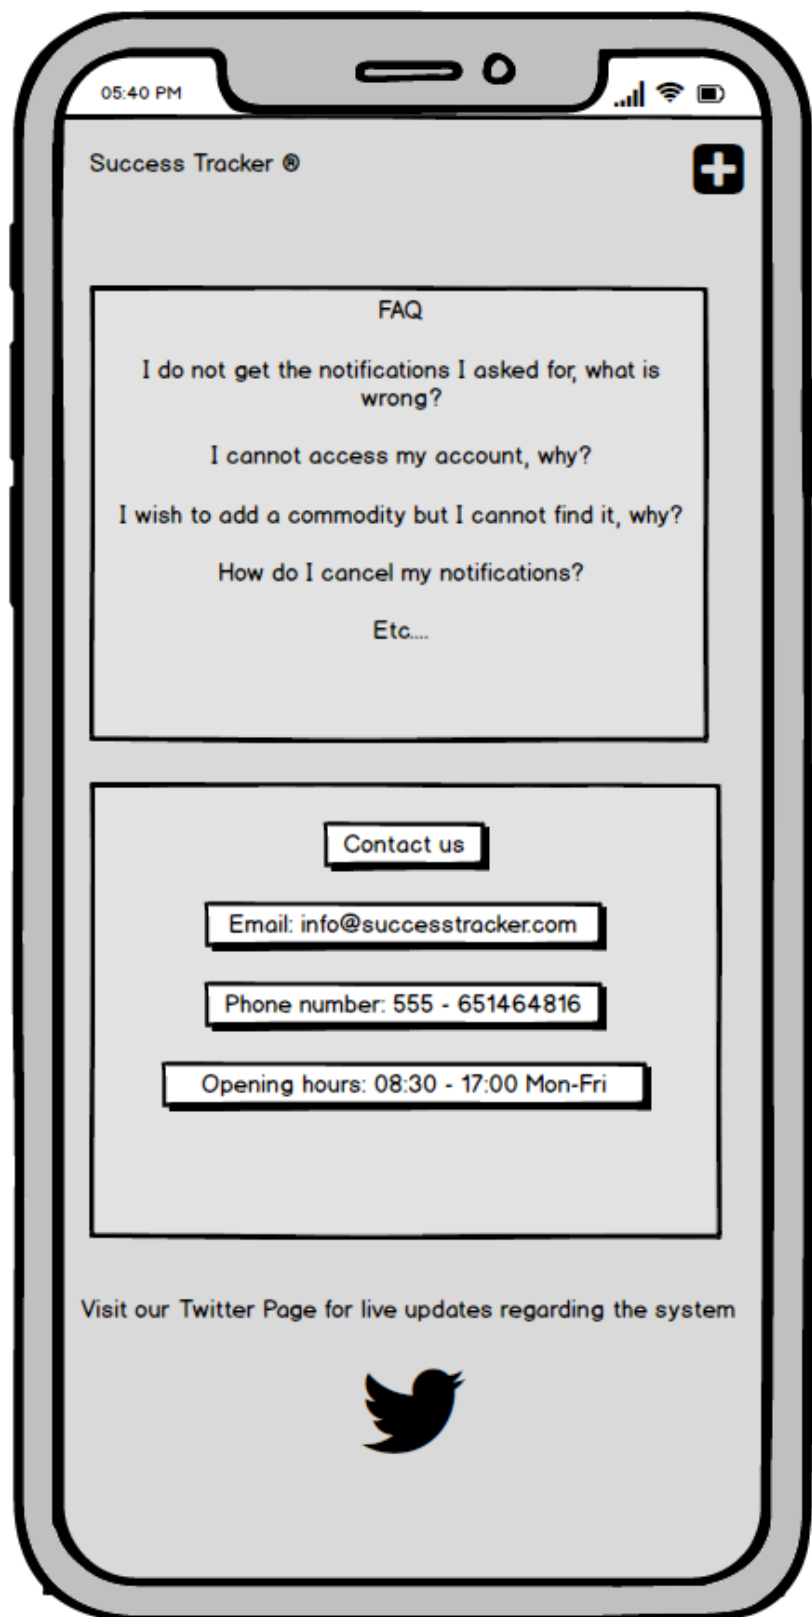 05:40 PM
Success Tracker ®
FAQ
I do not get the notifications I asked for, what is
wrong?
I cannot access my account, why?
I wish to add a commodity but I cannot find it, why?
How do I cancel my notifications?
Etc....
Contact us
Email: info@successtracker.com
Phone number: 555 - 651464816
Opening hours: 08:30 - 17:00 Mon-Fri
Visit our Twitter Page for live updates regarding the system